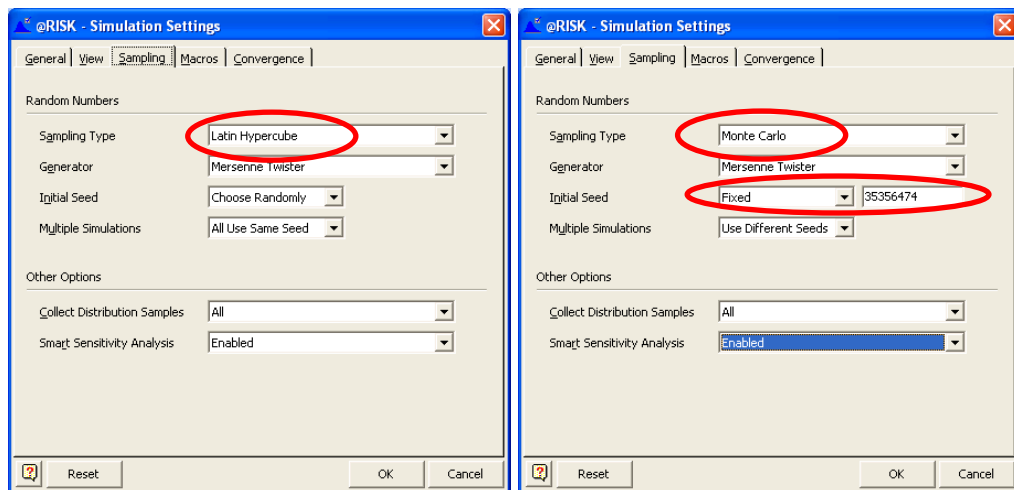 @RISK - Simulation Settings
General View Sampling Macros Convergence
Random Numbers
Sampling Type Latin Hypercube
Generator Mersenne Twister
Initial Seed Choose Randomly
Multiple Simulations All Use Same Seed
Other Options
Collect Distribution Samples All
Smart Sensitivity Analysis Enabled
Reset OK Cancel
@RISK - Simulation Settings
General View Sampling Macros Convergence
Random Numbers
Sampling Type Monte Carlo
Generator Mersenne Twister
Initial Seed Fixed 35356474
Multiple Simulations Use Different Seeds
Other Options
Collect Distribution Samples All
Smart Sensitivity Analysis Enabled
Reset OK Cancel